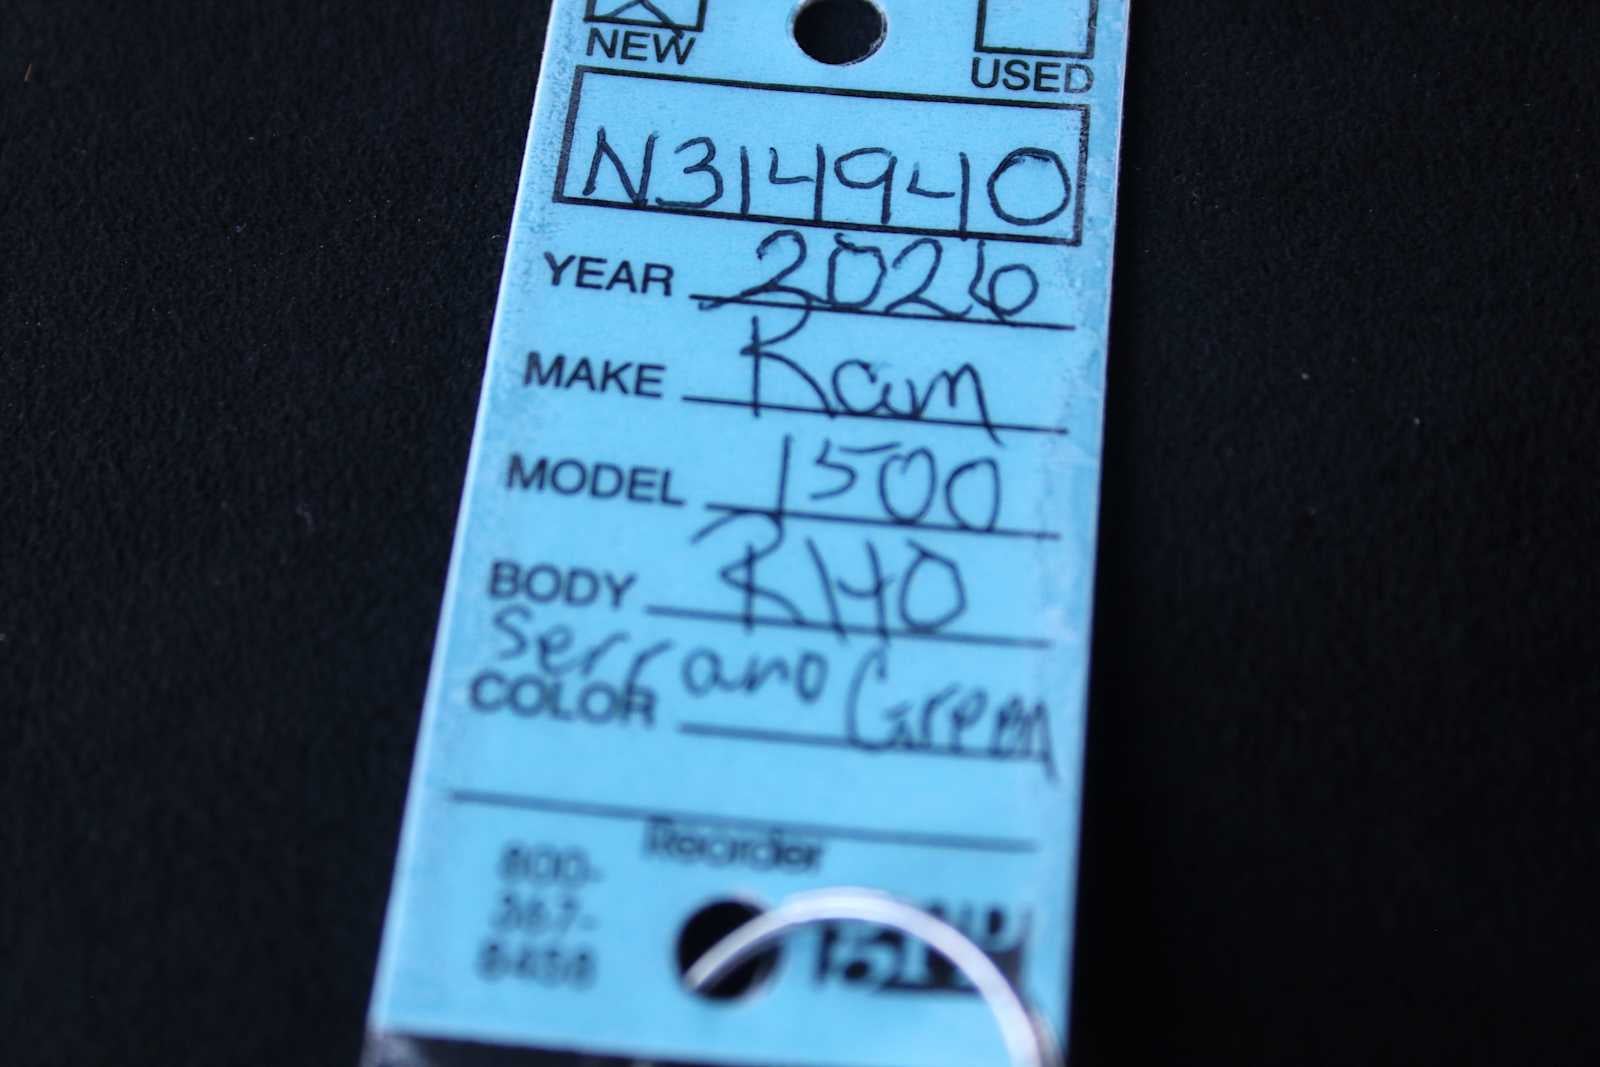 NEW USED
N314940
YEAR 2026
MAKE Ram
MODEL 1500
BODY RHO
COLOR Serrano Green
Reorder
800-
367-
8458